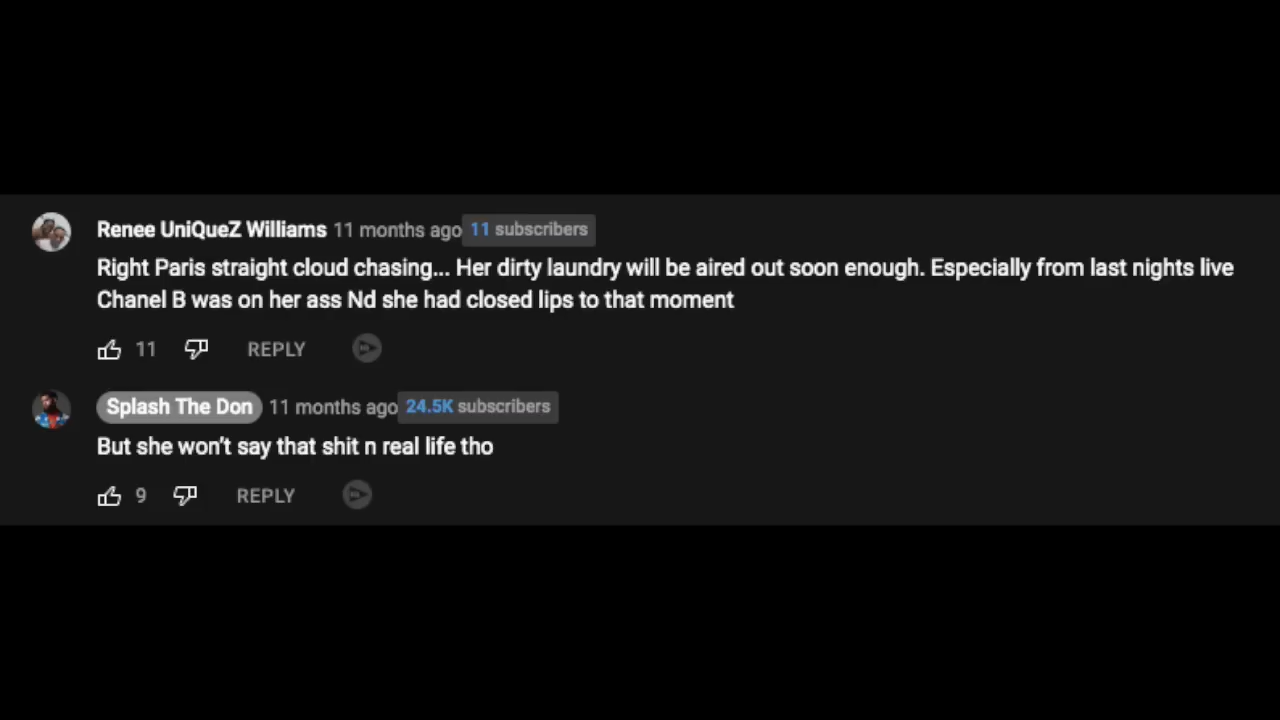 Renee UniQueZ Williams 11 months ago 11 subscribers
Right Paris straight cloud chasing... Her dirty laundry will be aired out soon enough. Especially from last nights live
Chanel B was on her ass Nd she had closed lips to that moment
11 REPLY
Splash The Don 11 months ago 24.5K subscribers
But she won't say that shit n real life tho
9 REPLY